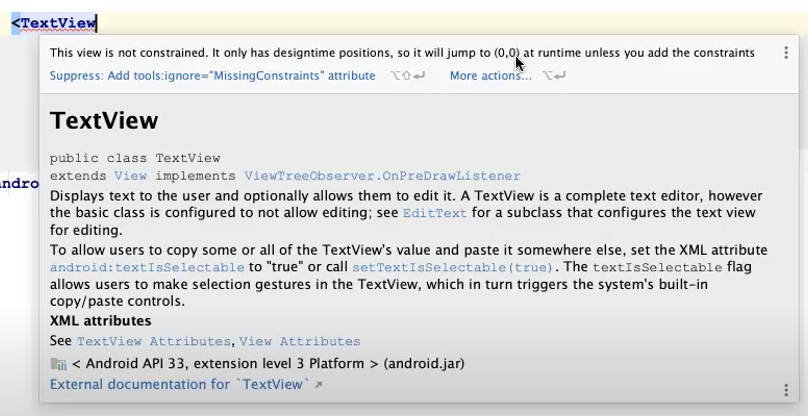 <TextView
This view is not constrained. It only has designtime positions, so it will jump to (0,0) at runtime unless you add the constraints
Suppress: Add tools:ignore="MissingConstraints" attribute ⌥⇧⏎ More actions... ⌥⏎
TextView
public class TextView
extends View implements ViewTreeObserver.OnPreDrawListener
Displays text to the user and optionally allows them to edit it. A TextView is a complete text editor, however
the basic class is configured to not allow editing; see EditText for a subclass that configures the text view
for editing.
andro
To allow users to copy some or all of the TextView's value and paste it somewhere else, set the XML attribute
android:textIsSelectable to "true" or call setTextIsSelectable(true). The textIsSelectable flag
allows users to make selection gestures in the TextView, which in turn triggers the system's built-in
copy/paste controls.
XML attributes
See TextView Attributes, View Attributes
< Android API 33, extension level 3 Platform > (android.jar)
External documentation for `TextView` ↗